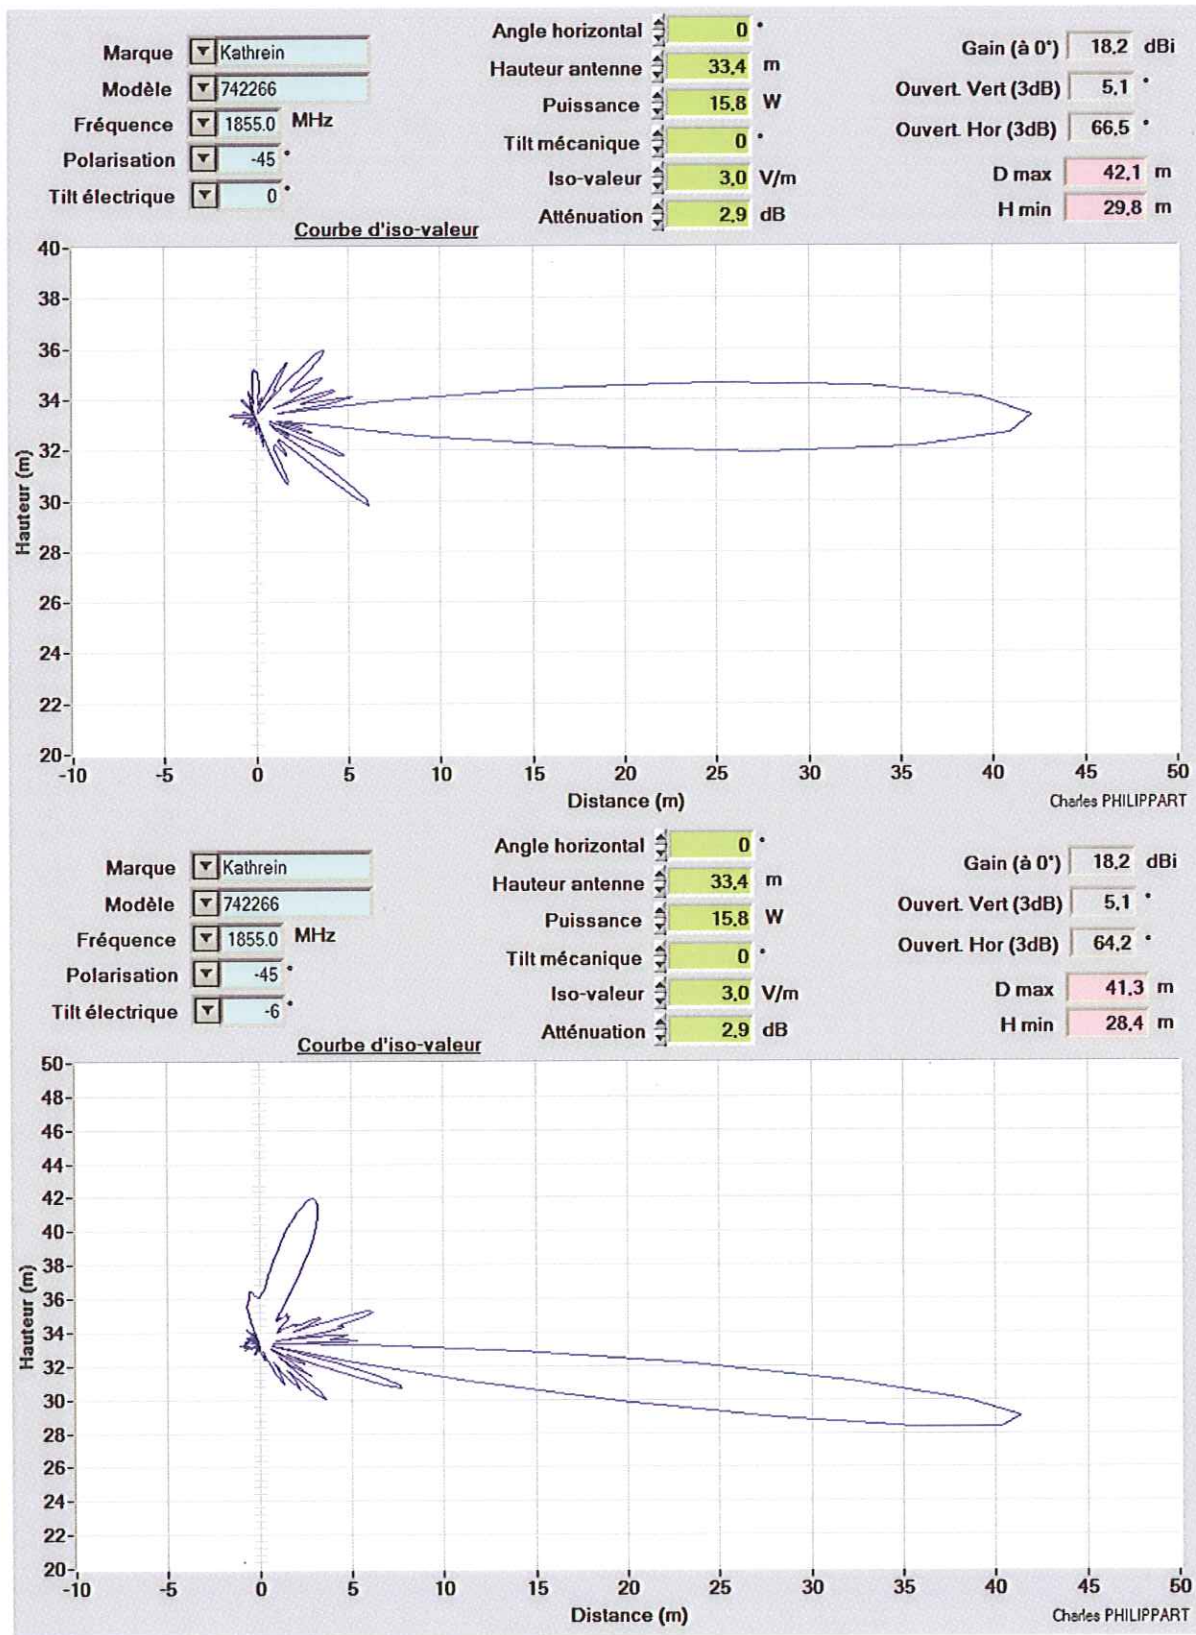 Marque Kathrein
Modèle 742266
Fréquence 1855.0 MHz
Polarisation -45 °
Tilt électrique 0 °
Angle horizontal 0 °
Hauteur antenne 33,4 m
Puissance 15,8 W
Tilt mécanique 0 °
Iso-valeur 3,0 V/m
Atténuation 2,9 dB
Gain (à 0°) 18,2 dBi
Ouvert. Vert (3dB) 5,1 °
Ouvert. Hor (3dB) 66,5 °
D max 42,1 m
H min 29,8 m
Courbe d'iso-valeur
Hauteur (m)
40
38
36
34
32
30
28
26
24
22
20
-10 -5 0 5 10 15 20 25 30 35 40 45 50
Distance (m)
Charles PHILIPPART
Marque Kathrein
Modèle 742266
Fréquence 1855.0 MHz
Polarisation -45 °
Tilt électrique -6 °
Angle horizontal 0 °
Hauteur antenne 33,4 m
Puissance 15,8 W
Tilt mécanique 0 °
Iso-valeur 3,0 V/m
Atténuation 2,9 dB
Gain (à 0°) 18,2 dBi
Ouvert. Vert (3dB) 5,1 °
Ouvert. Hor (3dB) 64,2 °
D max 41,3 m
H min 28,4 m
Courbe d'iso-valeur
Hauteur (m)
50
48
46
44
42
40
38
36
34
32
30
28
26
24
22
20
-10 -5 0 5 10 15 20 25 30 35 40 45 50
Distance (m)
Charles PHILIPPART